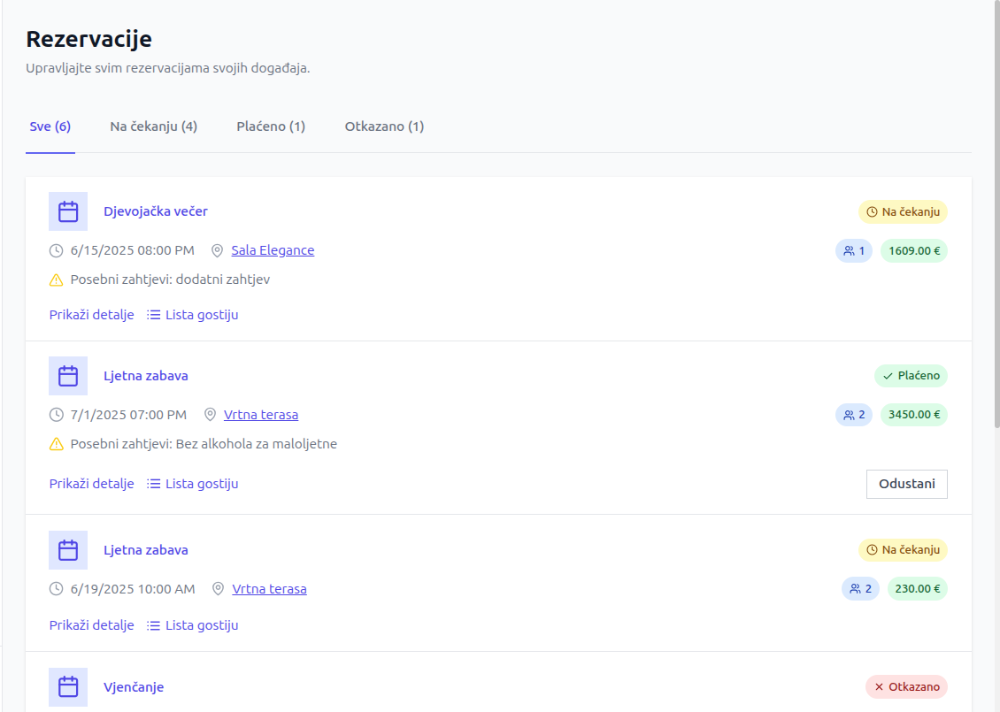 Rezervacije
Upravljajte svim rezervacijama svojih događaja.
Sve (6) Na čekanju (4) Plaćeno (1) Otkazano (1)
Djevojačka večer Na čekanju
6/15/2025 08:00 PM Sala Elegance 1 1609.00 €
Posebni zahtjevi: dodatni zahtjev
Prikaži detalje Lista gostiju
Ljetna zabava Plaćeno
7/1/2025 07:00 PM Vrtna terasa 2 3450.00 €
Posebni zahtjevi: Bez alkohola za maloljetne
Prikaži detalje Lista gostiju Odustani
Ljetna zabava Na čekanju
6/19/2025 10:00 AM Vrtna terasa 2 230.00 €
Prikaži detalje Lista gostiju
Vjenčanje Otkazano